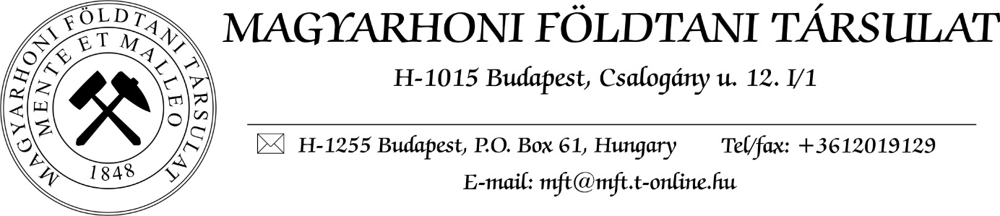 MAGYARHONI FÖLDTANI TÁRSULAT
MENTE ET MALLEO
1848
MAGYARHONI FÖLDTANI TÁRSULAT
H-1015 Budapest, Csalogány u. 12. I/1
H-1255 Budapest, P.O. Box 61, Hungary Tel/fax: +3612019129
E-mail: mft@mft.t-online.hu